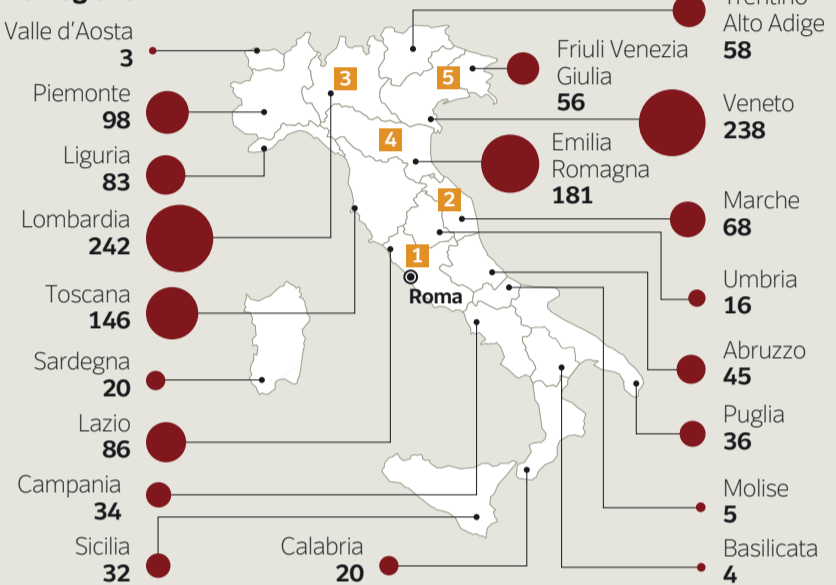 Alto Adige
58
Valle d'Aosta
3
Friuli Venezia
Giulia
56
3
5
Piemonte
98
Veneto
238
4
Emilia
Romagna
181
Liguria
83
Marche
68
2
Lombardia
242
1
Roma
Umbria
16
Toscana
146
Abruzzo
45
Sardegna
20
Puglia
36
Lazio
86
Campania
34
Molise
5
Sicilia
32
Calabria
20
Basilicata
4